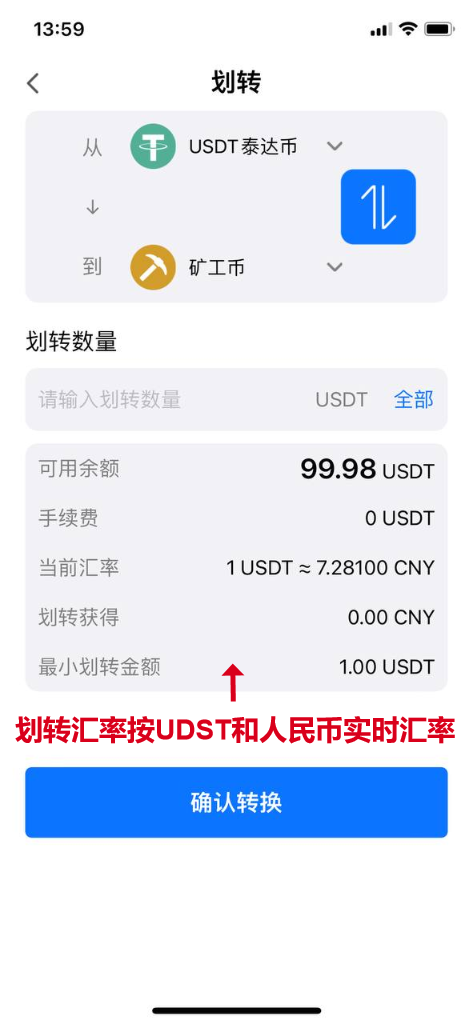 13:59
划转
从 USDT泰达币
↓
到 矿工币
划转数量
请输入划转数量 USDT 全部
可用余额 99.98 USDT
手续费 0 USDT
当前汇率 1 USDT ≈ 7.28100 CNY
划转获得 0.00 CNY
最小划转金额 1.00 USDT
划转汇率按UDST和人民币实时汇率
确认转换